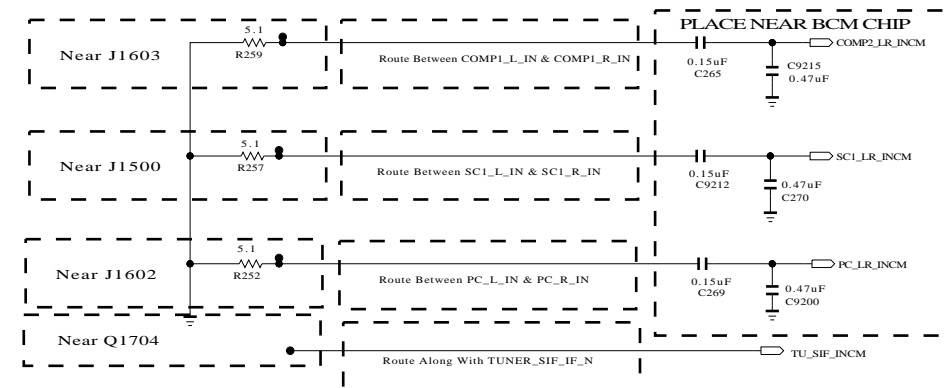 PLACE NEAR BCM CHIP
Near J1603
5.1
R259
Route Between COMP1_L_IN & COMP1_R_IN
0.15uF
C265
C9215
0.47uF
COMP2_LR_INCM
Near J1500
5.1
R257
Route Between SC1_L_IN & SC1_R_IN
0.15uF
C9212
0.47uF
C270
SC1_LR_INCM
Near J1602
5.1
R252
Route Between PC_L_IN & PC_R_IN
0.15uF
C269
0.47uF
C9200
PC_LR_INCM
Near Q1704
Route Along With TUNER_SIF_IF_N
TU_SIF_INCM